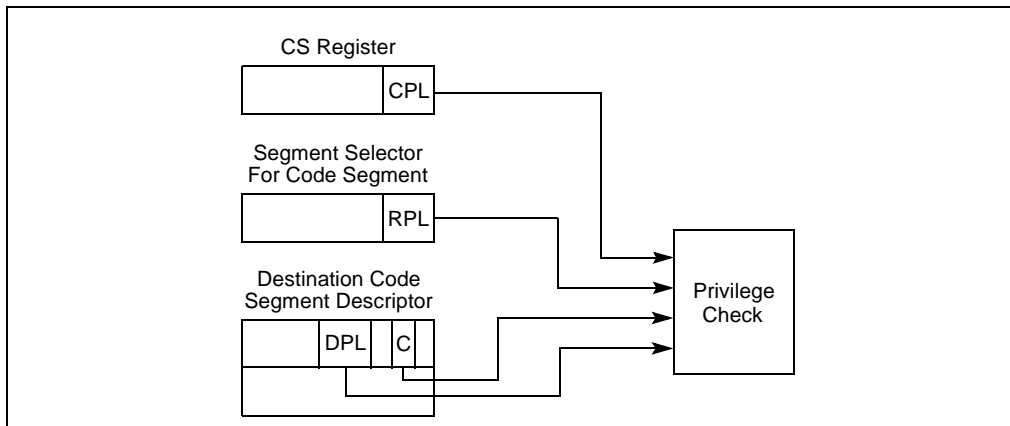 CS Register
CPL
Segment Selector
For Code Segment
RPL
Destination Code
Segment Descriptor
DPL
C
Privilege
Check